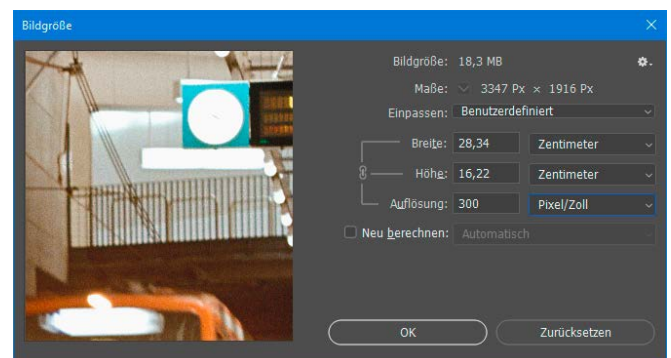 Bildgröße
Bildgröße: 18,3 MB
Maße: 3347 Px × 1916 Px
Einpassen: Benutzerdefiniert
Breite: 28,34 Zentimeter
Höhe: 16,22 Zentimeter
Auflösung: 300 Pixel/Zoll
Neu berechnen: Automatisch
OK Zurücksetzen